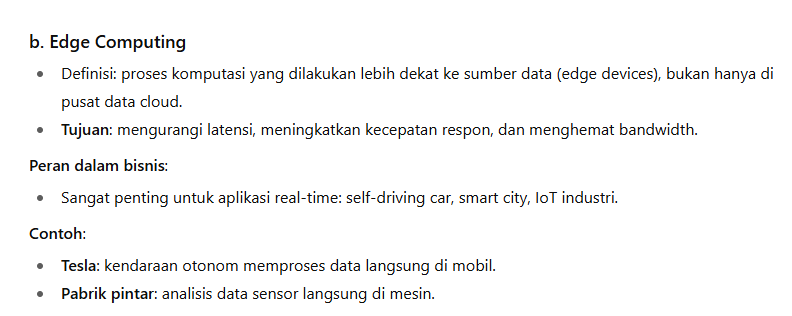 b. Edge Computing
• Definisi: proses komputasi yang dilakukan lebih dekat ke sumber data (edge devices), bukan hanya di
pusat data cloud.
• Tujuan: mengurangi latensi, meningkatkan kecepatan respon, dan menghemat bandwidth.
Peran dalam bisnis:
• Sangat penting untuk aplikasi real-time: self-driving car, smart city, IoT industri.
Contoh:
• Tesla: kendaraan otonom memproses data langsung di mobil.
• Pabrik pintar: analisis data sensor langsung di mesin.